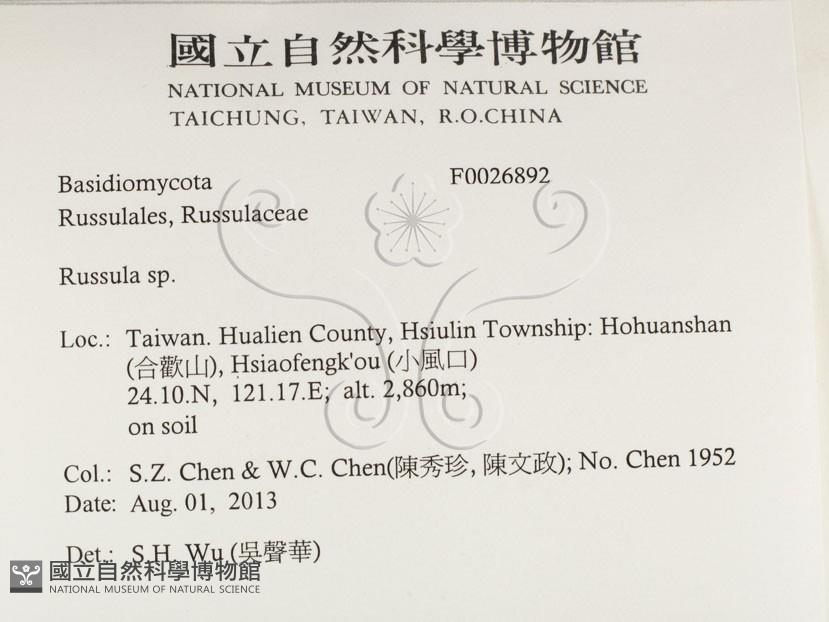 國立自然科學博物館
NATIONAL MUSEUM OF NATURAL SCIENCE
TAICHUNG, TAIWAN, R.O.CHINA
Basidiomycota F0026892
Russulales, Russulaceae
Russula sp.
Loc.: Taiwan. Hualien County, Hsiulin Township: Hohuanshan
(合歡山), Hsiaofengk'ou (小風口)
24.10.N, 121.17.E; alt. 2,860m;
on soil
Col.: S.Z. Chen & W.C. Chen(陳秀珍, 陳文政); No. Chen 1952
Date: Aug. 01, 2013
Det.: S.H. Wu (吳聲華)
國立自然科學博物館
NATIONAL MUSEUM OF NATURAL SCIENCE